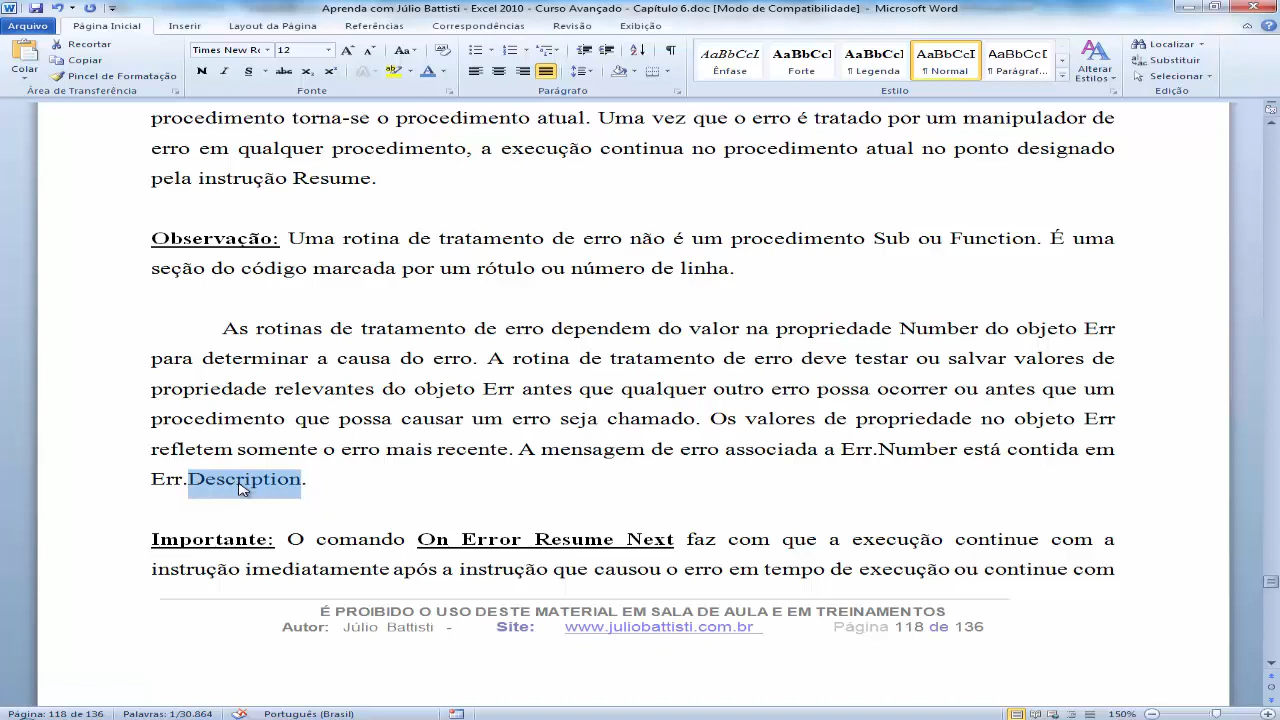 Aprenda com Júlio Battisti - Excel 2010 - Curso Avançado - Capítulo 6.doc [Modo de Compatibilidade] - Microsoft Word
Arquivo Página Inicial Inserir Layout da Página Referências Correspondências Revisão Exibição
Colar
Recortar
Copiar
Pincel de Formatação
Times New Ro 12
AaBbCcI AaBbCcI AaBbCcI AaBbCcI AaBbCcI
Ênfase Forte ¶ Legenda ¶ Normal ¶ Parágraf...
Alterar Estilos
Localizar
Substituir
Selecionar
Área de Transferência Fonte Parágrafo Estilo Edição
procedimento torna-se o procedimento atual. Uma vez que o erro é tratado por um manipulador de
erro em qualquer procedimento, a execução continua no procedimento atual no ponto designado
pela instrução Resume.
Observação: Uma rotina de tratamento de erro não é um procedimento Sub ou Function. É uma
seção do código marcada por um rótulo ou número de linha.
As rotinas de tratamento de erro dependem do valor na propriedade Number do objeto Err
para determinar a causa do erro. A rotina de tratamento de erro deve testar ou salvar valores de
propriedade relevantes do objeto Err antes que qualquer outro erro possa ocorrer ou antes que um
procedimento que possa causar um erro seja chamado. Os valores de propriedade no objeto Err
refletem somente o erro mais recente. A mensagem de erro associada a Err.Number está contida em
Err.Description.
Importante: O comando On Error Resume Next faz com que a execução continue com a
instrução imediatamente após a instrução que causou o erro em tempo de execução ou continue com
É PROIBIDO O USO DESTE MATERIAL EM SALA DE AULA E EM TREINAMENTOS
Autor: Júlio Battisti - Site: www.juliobattisti.com.br Página 118 de 136
Página: 118 de 136 Palavras: 1/30.864 Português (Brasil) 150%